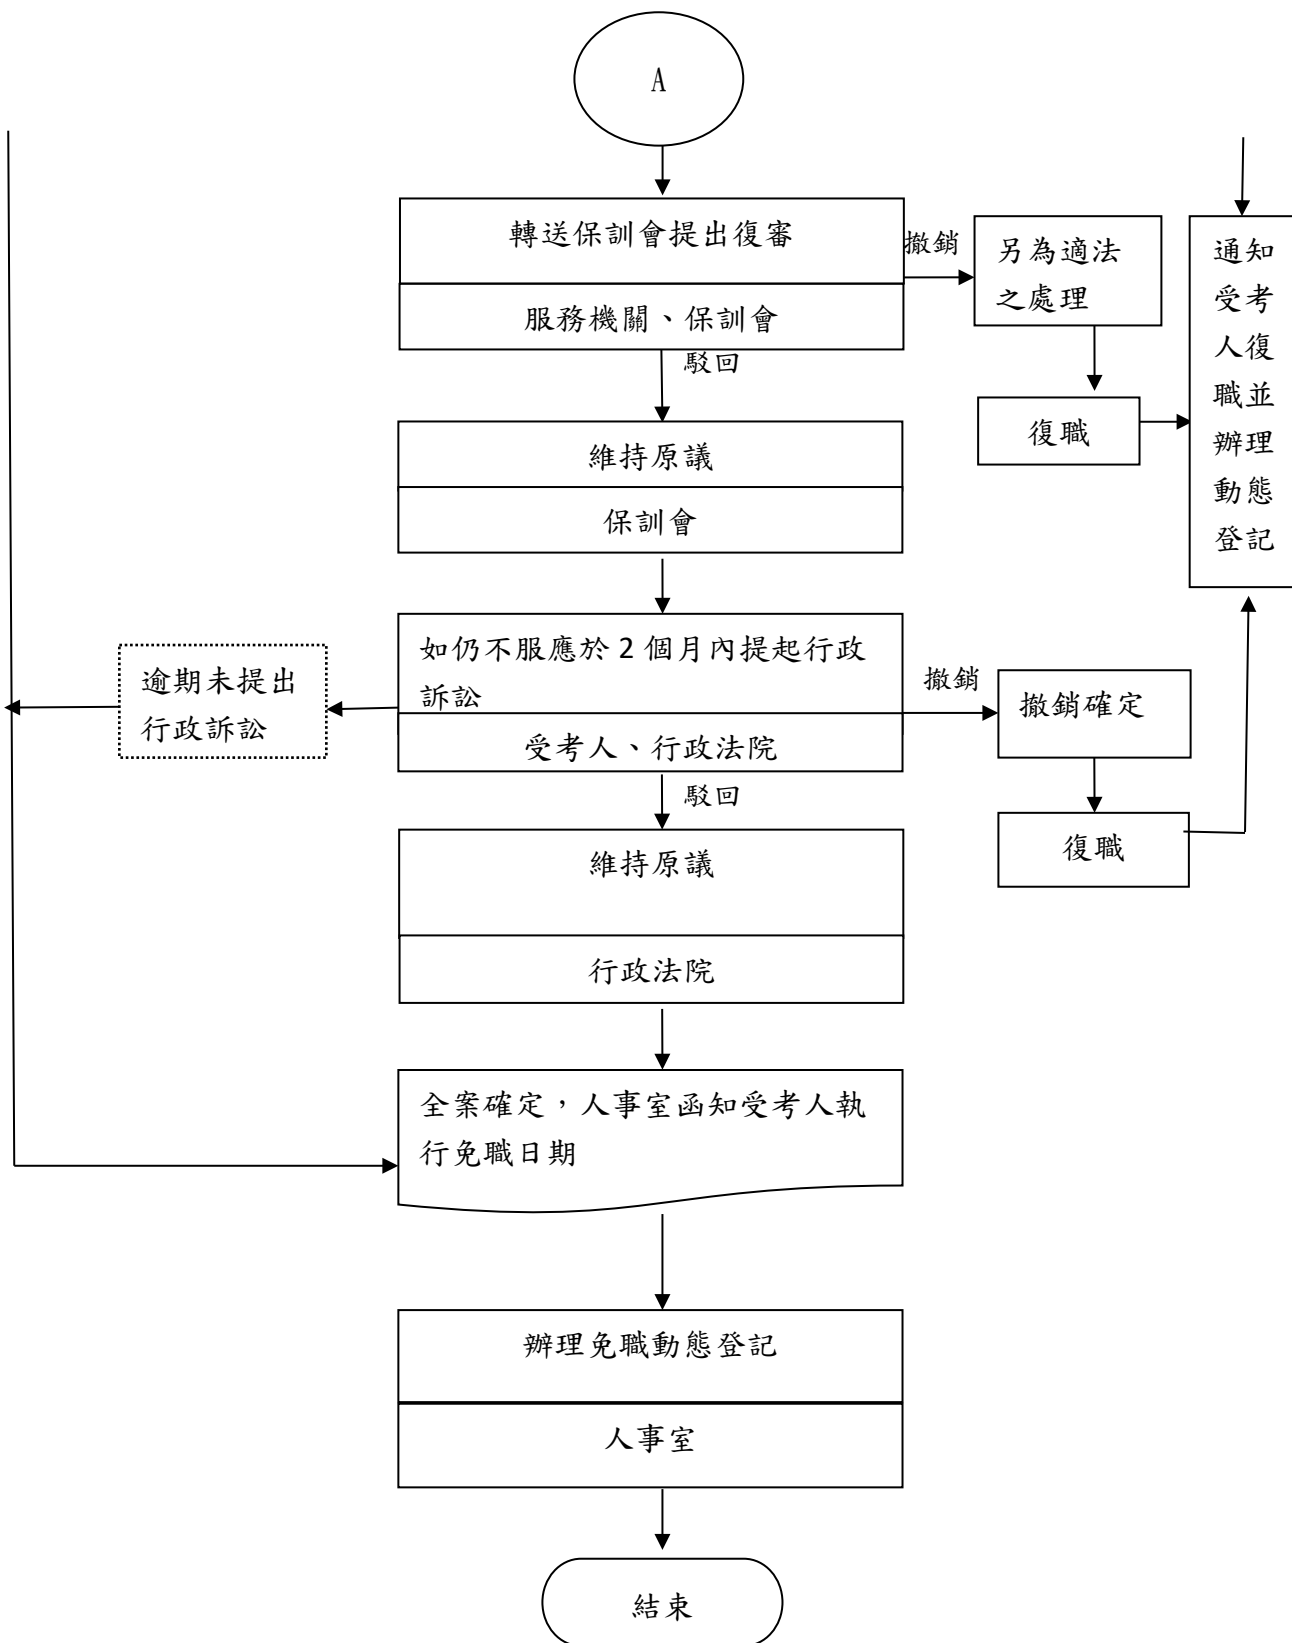 A
轉送保訓會提出復審
服務機關、保訓會
撤銷
另為適法
之處理
復職
通知
受考
人復
職並
辦理
動態
登記
駁回
維持原議
保訓會
如仍不服應於 2 個月內提起行政
訴訟
受考人、行政法院
逾期未提出
行政訴訟
撤銷
撤銷確定
復職
駁回
維持原議
行政法院
全案確定，人事室函知受考人執
行免職日期
辦理免職動態登記
人事室
結束